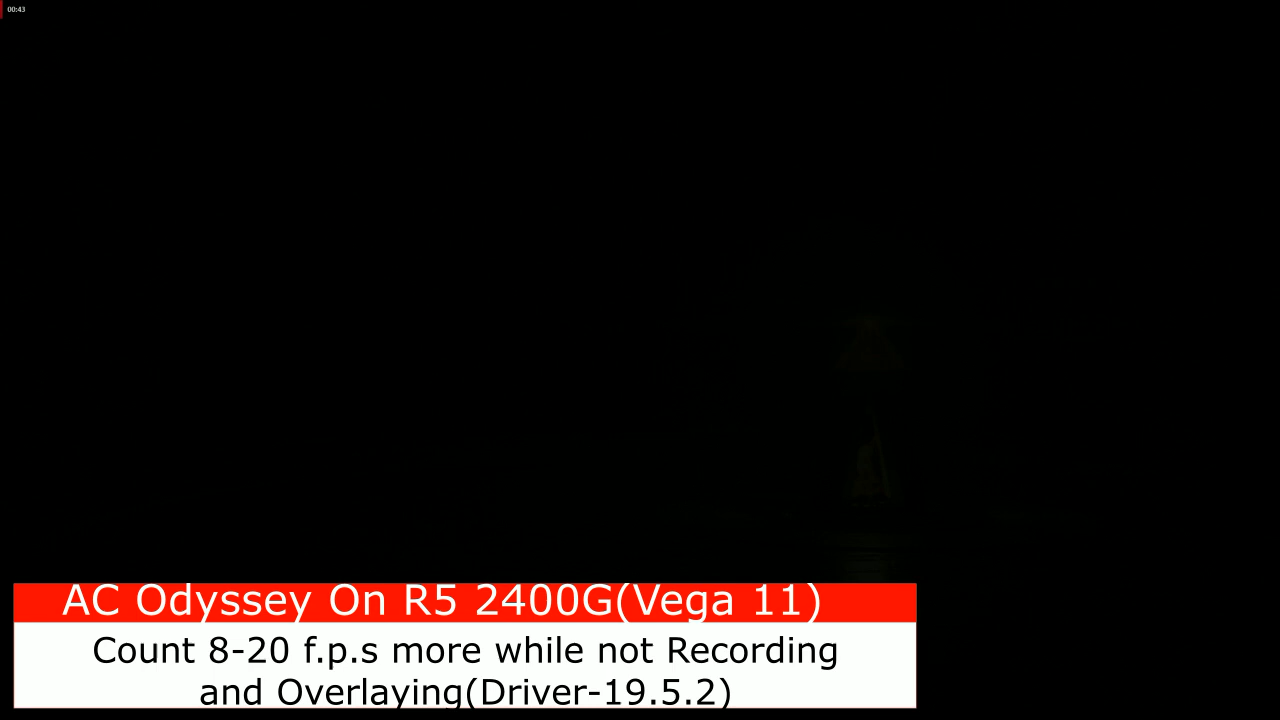 00:43
AC Odyssey On R5 2400G(Vega 11)
Count 8-20 f.p.s more while not Recording
and Overlaying(Driver-19.5.2)